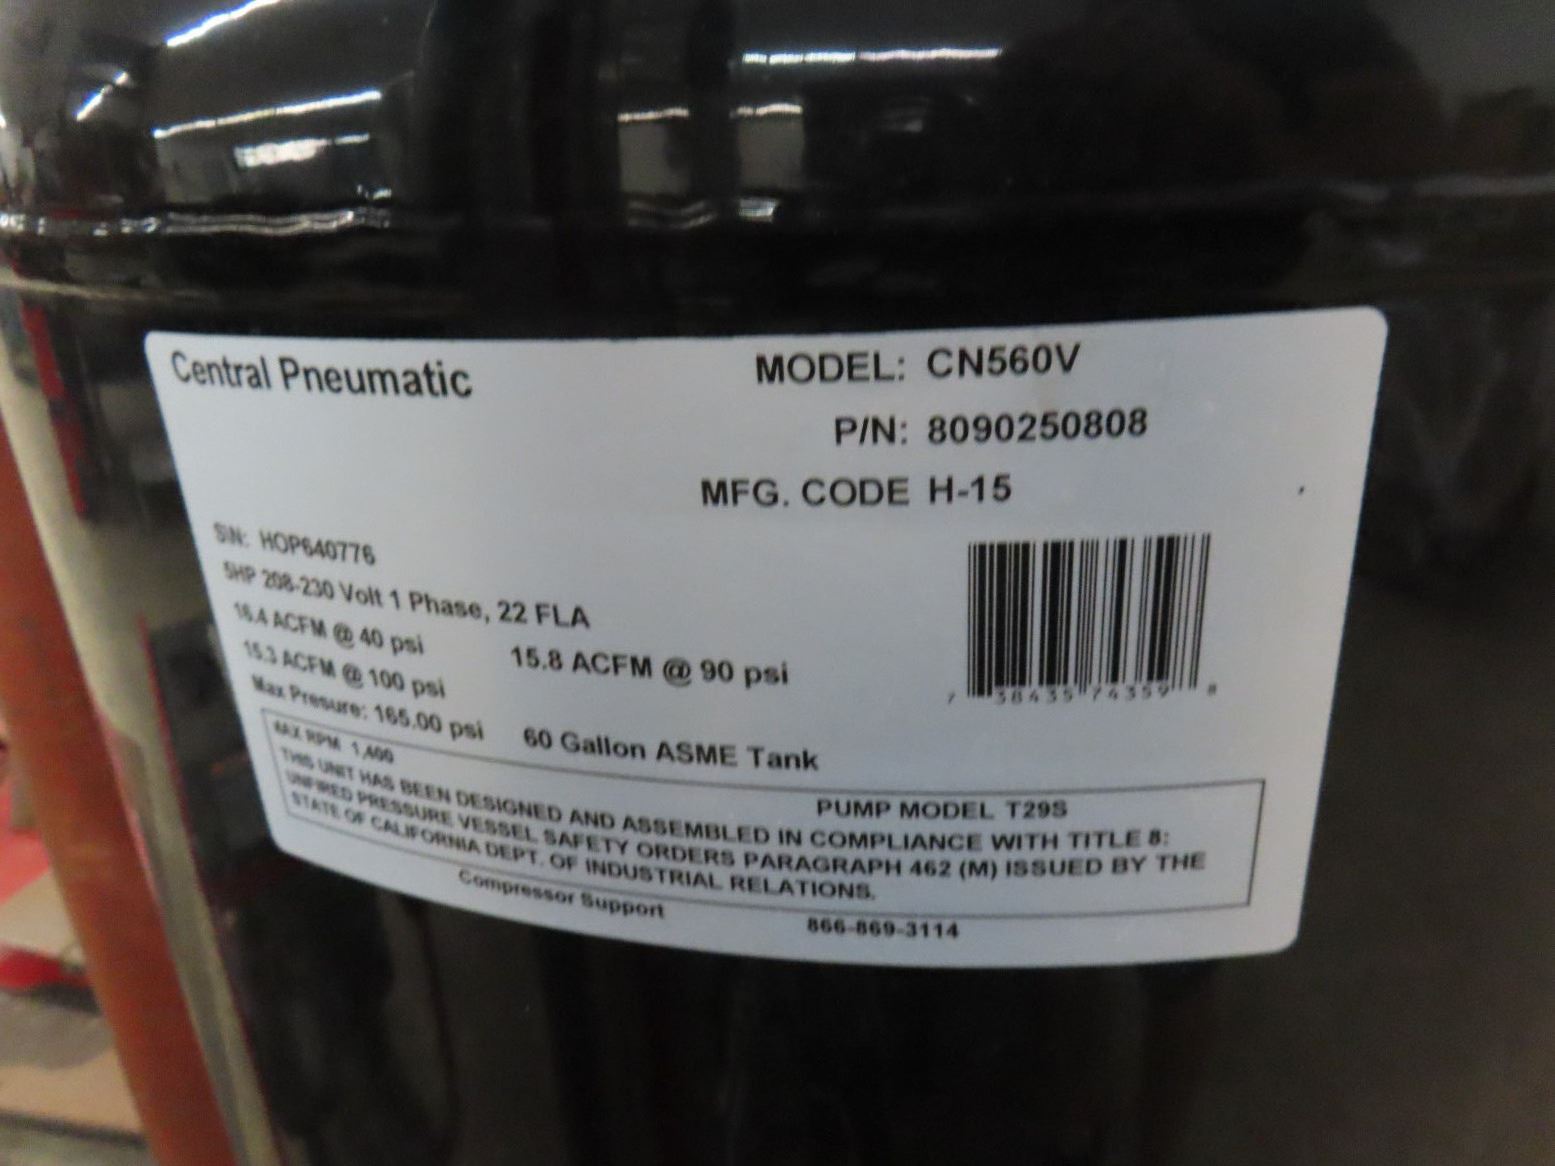 Central Pneumatic
MODEL: CN560V
P/N: 8090250808
MFG. CODE H-15
S\N: HOP640776
5HP 208-230 Volt 1 Phase, 22 FLA
16.4 ACFM @ 40 psi
15.3 ACFM @ 100 psi 15.8 ACFM @ 90 psi
Max Presure: 165.00 psi 60 Gallon ASME Tank
7 38435 74359 8
MAX RPM 1,400 PUMP MODEL T29S
THIS UNIT HAS BEEN DESIGNED AND ASSEMBLED IN COMPLIANCE WITH TITLE 8:
UNFIRED PRESSURE VESSEL SAFETY ORDERS PARAGRAPH 462 (M) ISSUED BY THE
STATE OF CALIFORNIA DEPT. OF INDUSTRIAL RELATIONS.
Compressor Support 866-869-3114